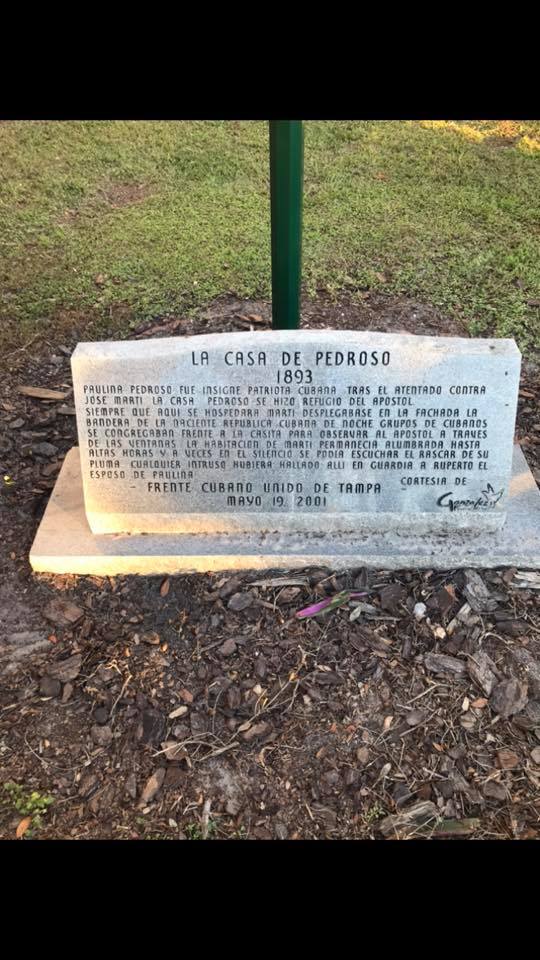 LA CASA DE PEDROSO
1893
PAULINA PEDROSO FUE INSIGNE PATRIOTA CUBANA. TRAS EL ATENTADO CONTRA
JOSE MARTI LA CASA PEDROSO SE HIZO REFUGIO DEL APOSTOL.
SIEMPRE QUE AQUI SE HOSPEDARA MARTI DESPLEGABASE EN LA FACHADA LA
BANDERA DE LA NACIENTE REPUBLICA CUBANA DE NOCHE GRUPOS DE CUBANOS
SE CONGREGABAN FRENTE A LA CASITA PARA OBSERVAR AL APOSTOL A TRAVES
DE LAS VENTANAS. LA HABITACION DE MARTI PERMANECIA ALUMBRADA HASTA
ALTAS HORAS Y A VECES EN EL SILENCIO SE PODIA ESCUCHAR EL RASCAR DE SU
PLUMA CUALQUIER INTRUSO HUBIERA HALLADO ALLI EN GUARDIA A RUPERTO EL
ESPOSO DE PAULINA
- FRENTE CUBANO UNIDO DE TAMPA -
MAYO 19, 2001
CORTESIA DE
Gonzalez